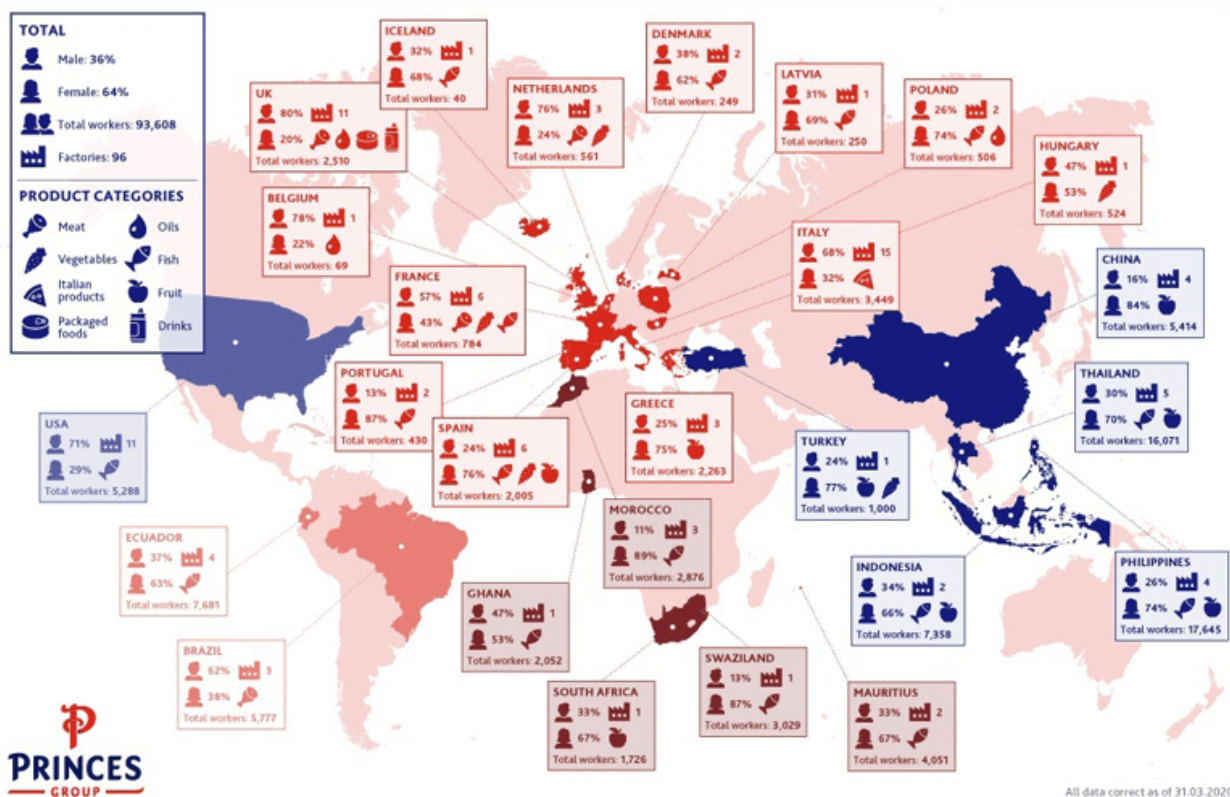 TOTAL
Male: 36%
Female: 64%
Total workers: 93,608
Factories: 96
PRODUCT CATEGORIES
Meat
Oils
Vegetables
Fish
Italian
products
Fruit
Packaged
foods
Drinks
ICELAND
32% 1
68%
Total workers: 40
UK
80% 11
20%
Total workers: 2,510
NETHERLANDS
76% 3
24%
Total workers: 561
DENMARK
38% 2
62%
Total workers: 249
LATVIA
31% 1
69%
Total workers: 250
POLAND
26% 2
74%
Total workers: 506
HUNGARY
47% 1
53%
Total workers: 524
BELGIUM
78% 1
22%
Total workers: 69
FRANCE
57% 6
43%
Total workers: 784
ITALY
68% 15
32%
Total workers: 3,449
CHINA
16% 4
84%
Total workers: 5,414
PORTUGAL
13% 2
87%
Total workers: 430
SPAIN
24% 6
76%
Total workers: 2,005
GREECE
25% 3
75%
Total workers: 2,263
THAILAND
30% 5
70%
Total workers: 16,071
USA
71% 11
29%
Total workers: 5,288
TURKEY
24% 1
77%
Total workers: 1,000
MOROCCO
11% 3
89%
Total workers: 2,876
ECUADOR
37% 4
63%
Total workers: 7,681
INDONESIA
34% 2
66%
Total workers: 7,358
PHILIPPINES
26% 4
74%
Total workers: 17,645
GHANA
47% 1
53%
Total workers: 2,052
BRAZIL
62% 3
38%
Total workers: 5,777
SOUTH AFRICA
33% 1
67%
Total workers: 1,726
SWAZILAND
13% 1
87%
Total workers: 3,029
MAURITIUS
33% 2
67%
Total workers: 4,051
PRINCES
GROUP
All data correct as of 31.03.2020